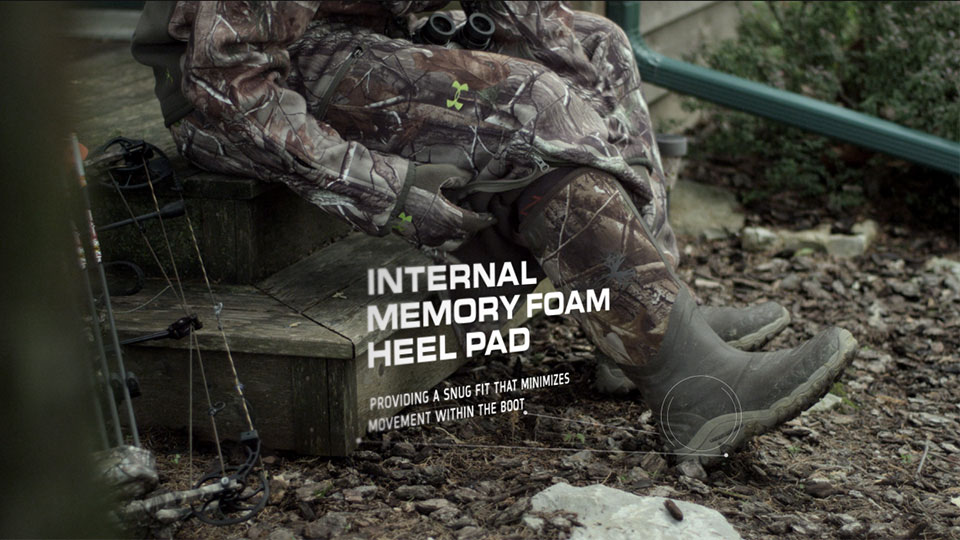 INTERNAL
MEMORY FOAM
HEEL PAD
PROVIDING A SNUG FIT THAT MINIMIZES
MOVEMENT WITHIN THE BOOT